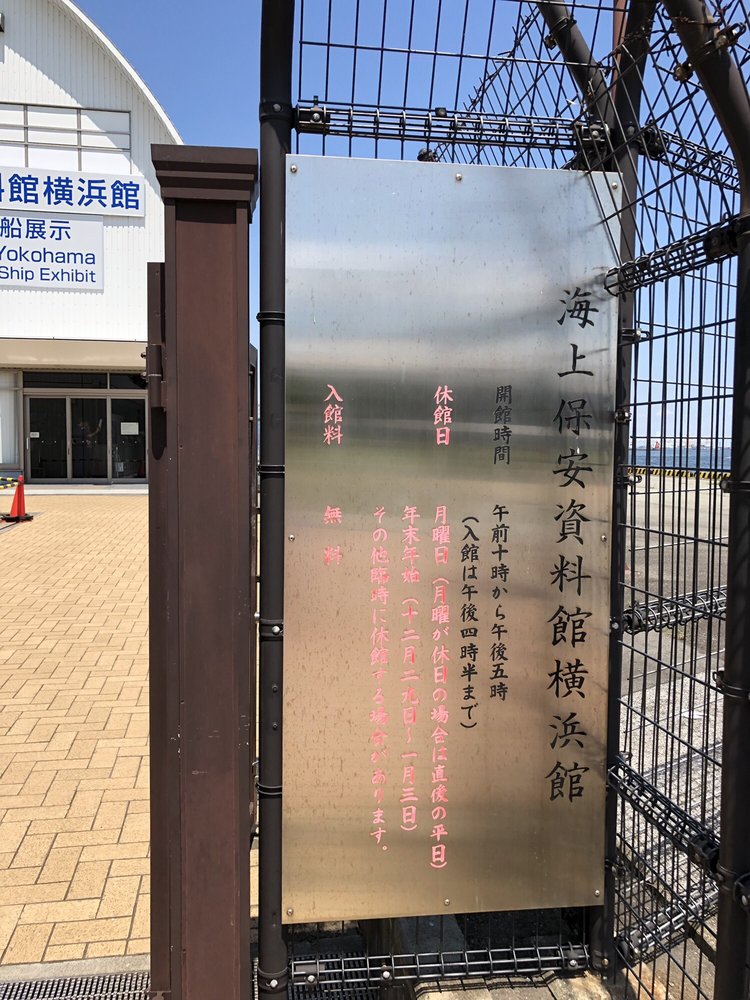 料館横浜館
船展示
Yokohama
Ship Exhibit
海上保安資料館横浜館
開館時間 午前十時から午後五時
(入館は午後四時半まで)
休館日 月曜日(月曜が休日の場合は直後の平日)
年末年始(十二月二九日~一月三日)
その他臨時に休館する場合があります。
入館料 無料